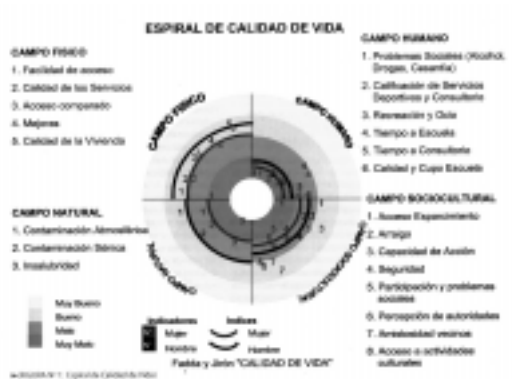 ESPIRAL DE CALIDAD DE VIDA
CAMPO FISICO
1. Facilidad de acceso
2. Calidad de los Servicios
3. Acceso comparado
4. Mejoras
5. Calidad de la Vivienda
CAMPO HUMANO
1. Problemas Sociales (Alcohol,
Drogas, Cesantía)
2. Calificación de Servicios
Deportivos y Consultorio
3. Recreación y Ocio
4. Tiempo a Escuela
5. Tiempo a Consultorio
6. Calidad y Cupo Escuela
CAMPO FISICO
CAMPO HUMANO
CAMPO NATURAL
1. Contaminación Atmosférica
2. Contaminación Sónica
3. Insalubridad
CAMPO SOCIOCULTURAL
1. Acceso Esparcimiento
2. Arraigo
3. Capacidad de Acción
4. Seguridad
5. Participación y problemas
sociales
6. Percepción de autoridades
7. Amistosidad vecinos
8. Acceso a actividades
culturales
Muy Bueno
Bueno
Malo
Muy Malo
Indicadores
Mujer
Hombre
Indices
Mujer
Hombre
Fadda y Jirón "CALIDAD DE VIDA"